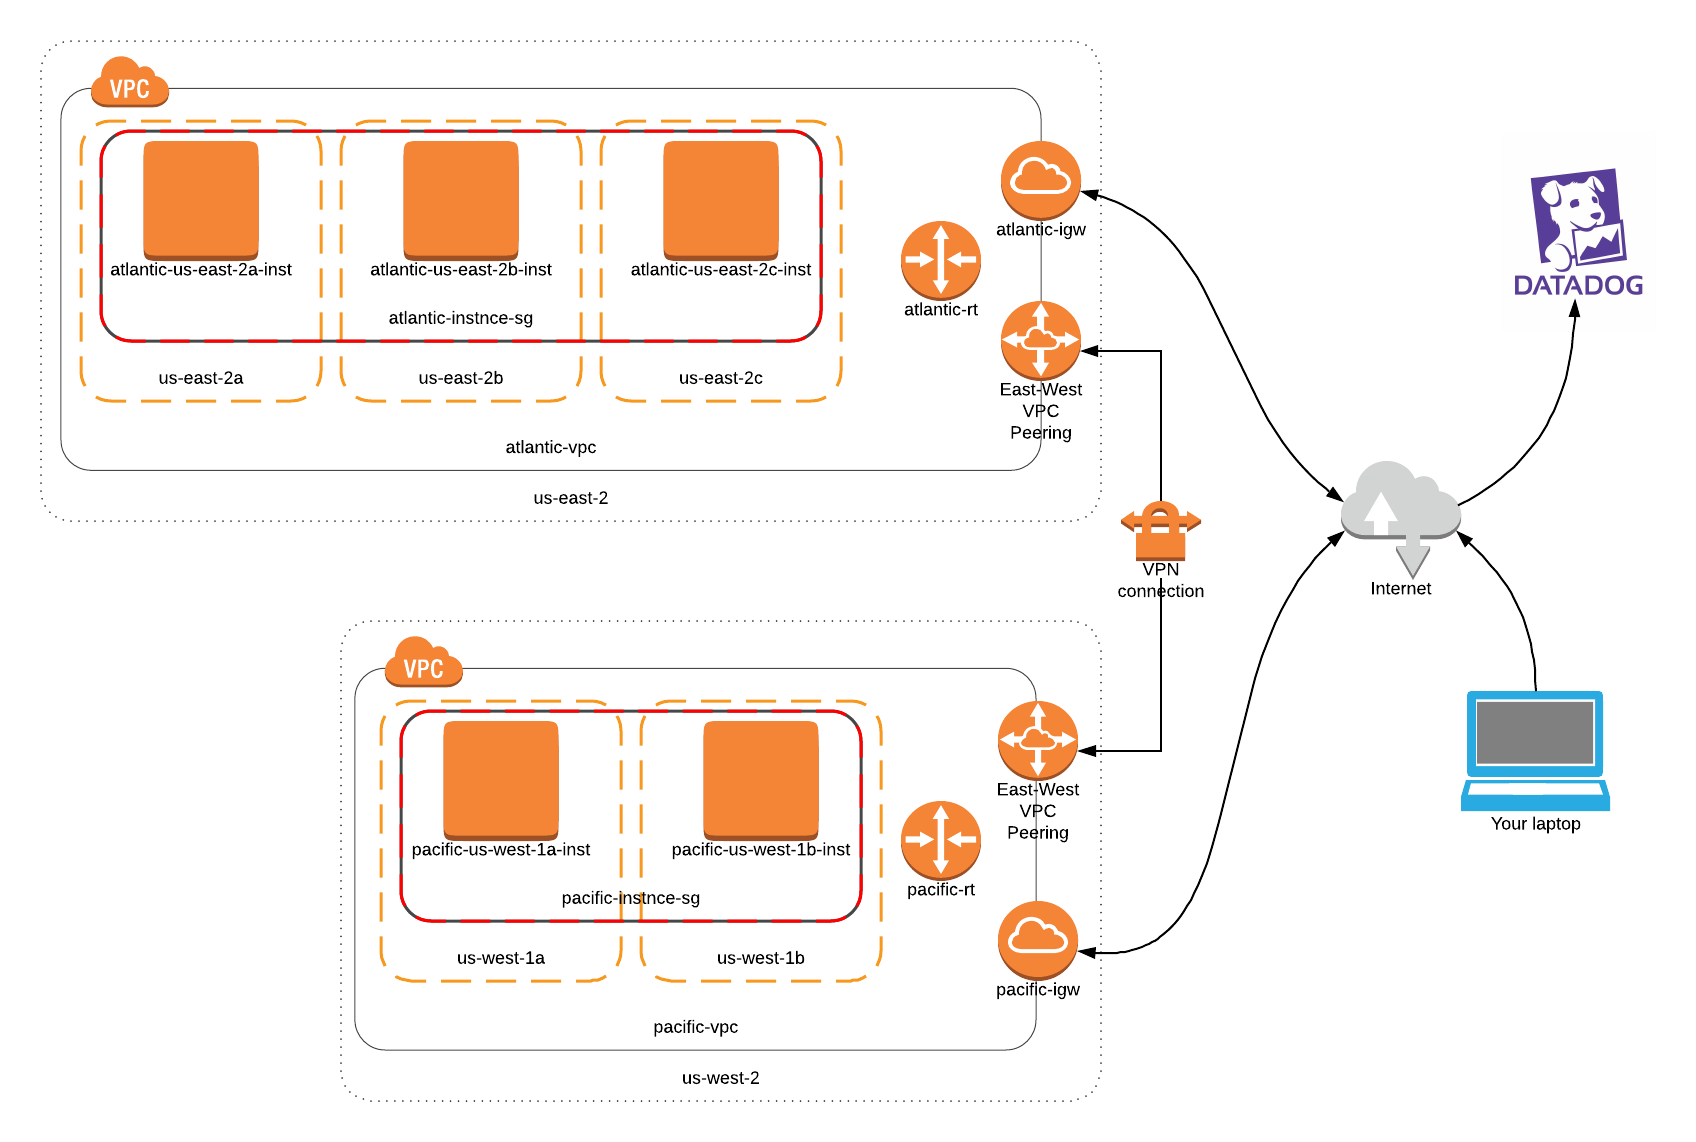 VPC
atlantic-us-east-2a-inst
atlantic-us-east-2b-inst
atlantic-us-east-2c-inst
atlantic-instnce-sg
us-east-2a
us-east-2b
us-east-2c
atlantic-rt
atlantic-igw
East-West
VPC
Peering
atlantic-vpc
us-east-2
VPN
connection
DATADOG
Internet
Your laptop
VPC
pacific-us-west-1a-inst
pacific-us-west-1b-inst
pacific-instnce-sg
us-west-1a
us-west-1b
pacific-rt
East-West
VPC
Peering
pacific-igw
pacific-vpc
us-west-2